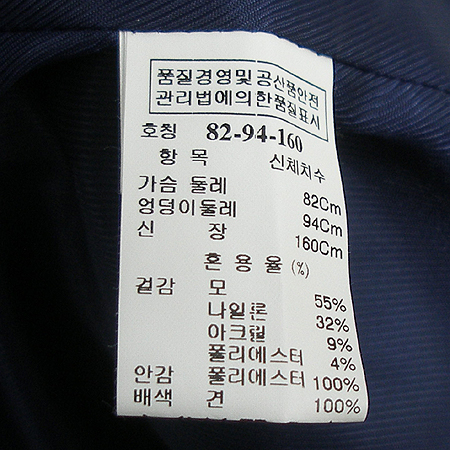 품질경영및 공산품안전
관리법에의한품질표시
호칭 82-94-160
항 목 신체치수
가슴 둘레 82Cm
엉덩이둘레 94Cm
신 장 160Cm
혼 용 율 (%)
겉감 모 55%
나일론 32%
아크릴 9%
폴리에스터 4%
안감 폴리에스터 100%
배색 견 100%